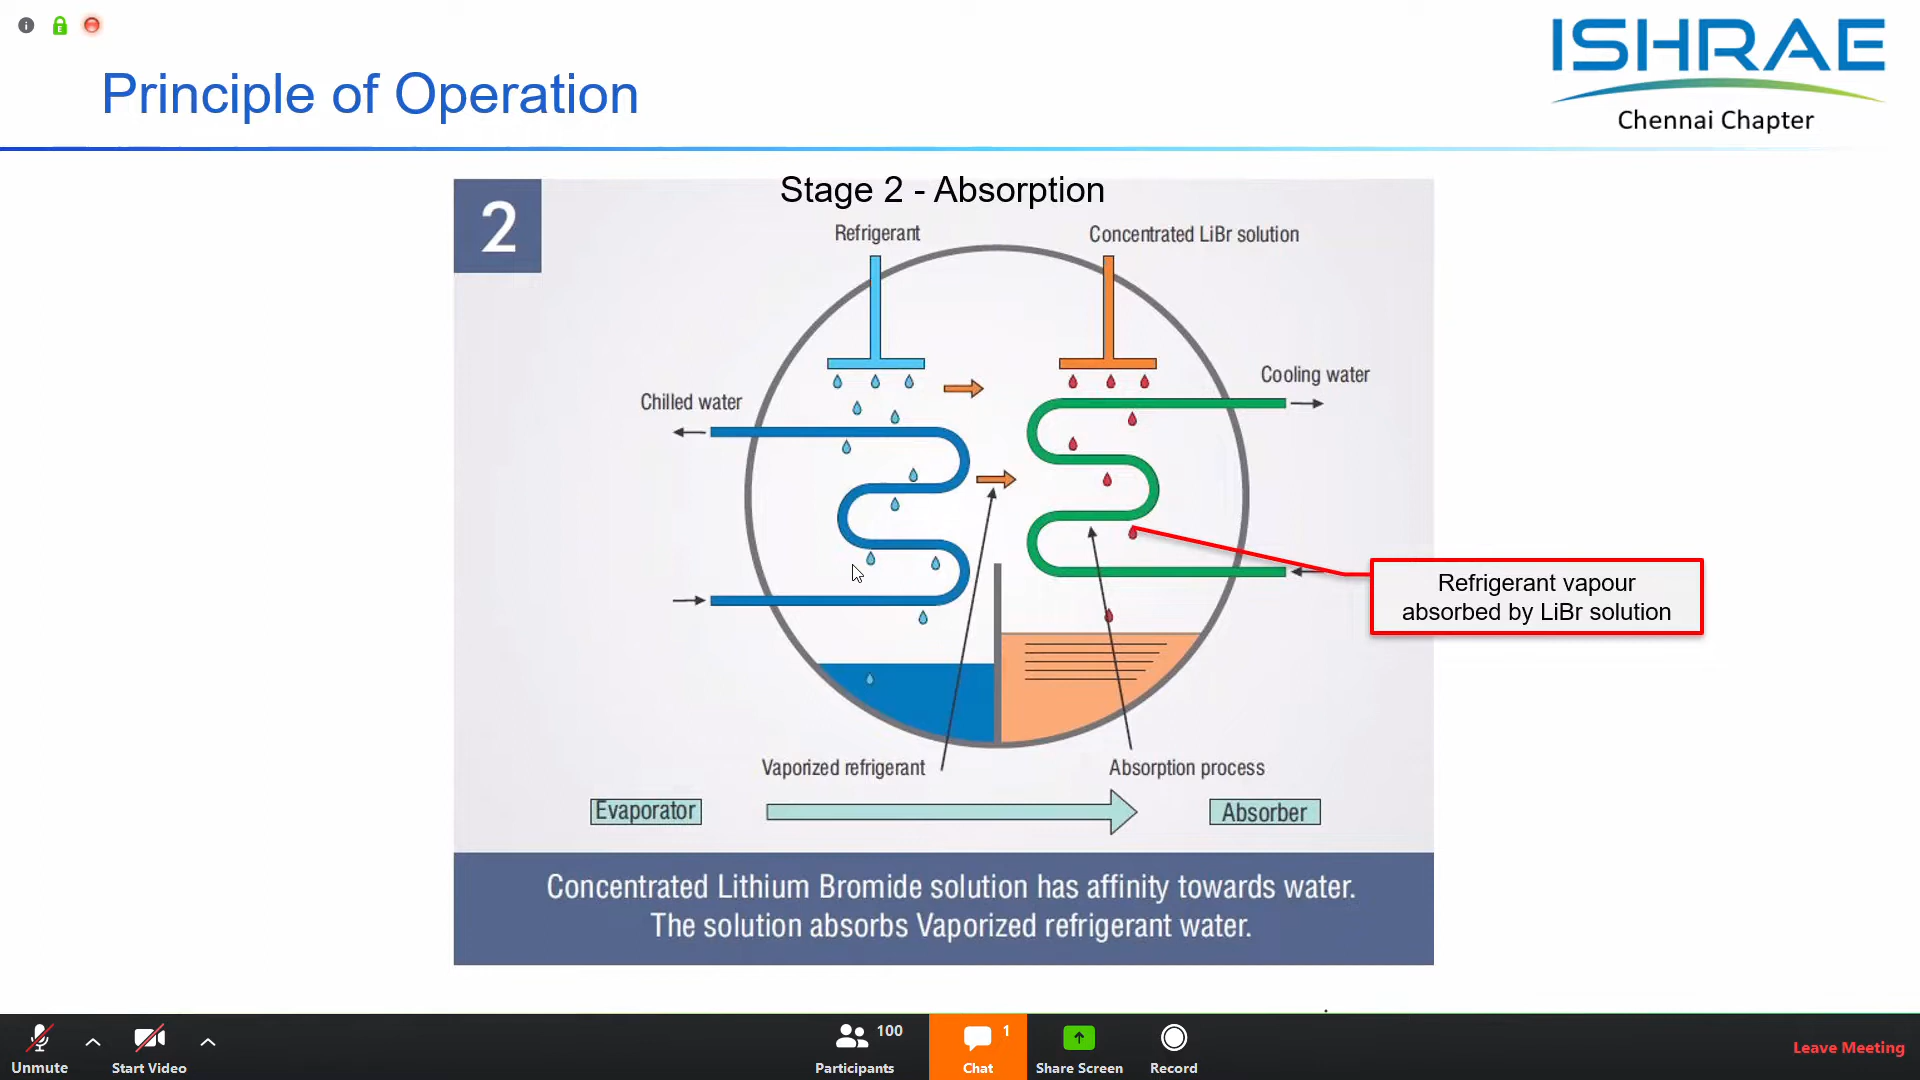 ISHRAE
Chennai Chapter
Principle of Operation
Stage 2 - Absorption
2
Refrigerant
Concentrated LiBr solution
Cooling water
Chilled water
Refrigerant vapour
absorbed by LiBr solution
Vaporized refrigerant
Absorption process
Evaporator
Absorber
Concentrated Lithium Bromide solution has affinity towards water.
The solution absorbs Vaporized refrigerant water.
Unmute
Start Video
Participants
100
Chat
1
Share Screen
Record
Leave Meeting